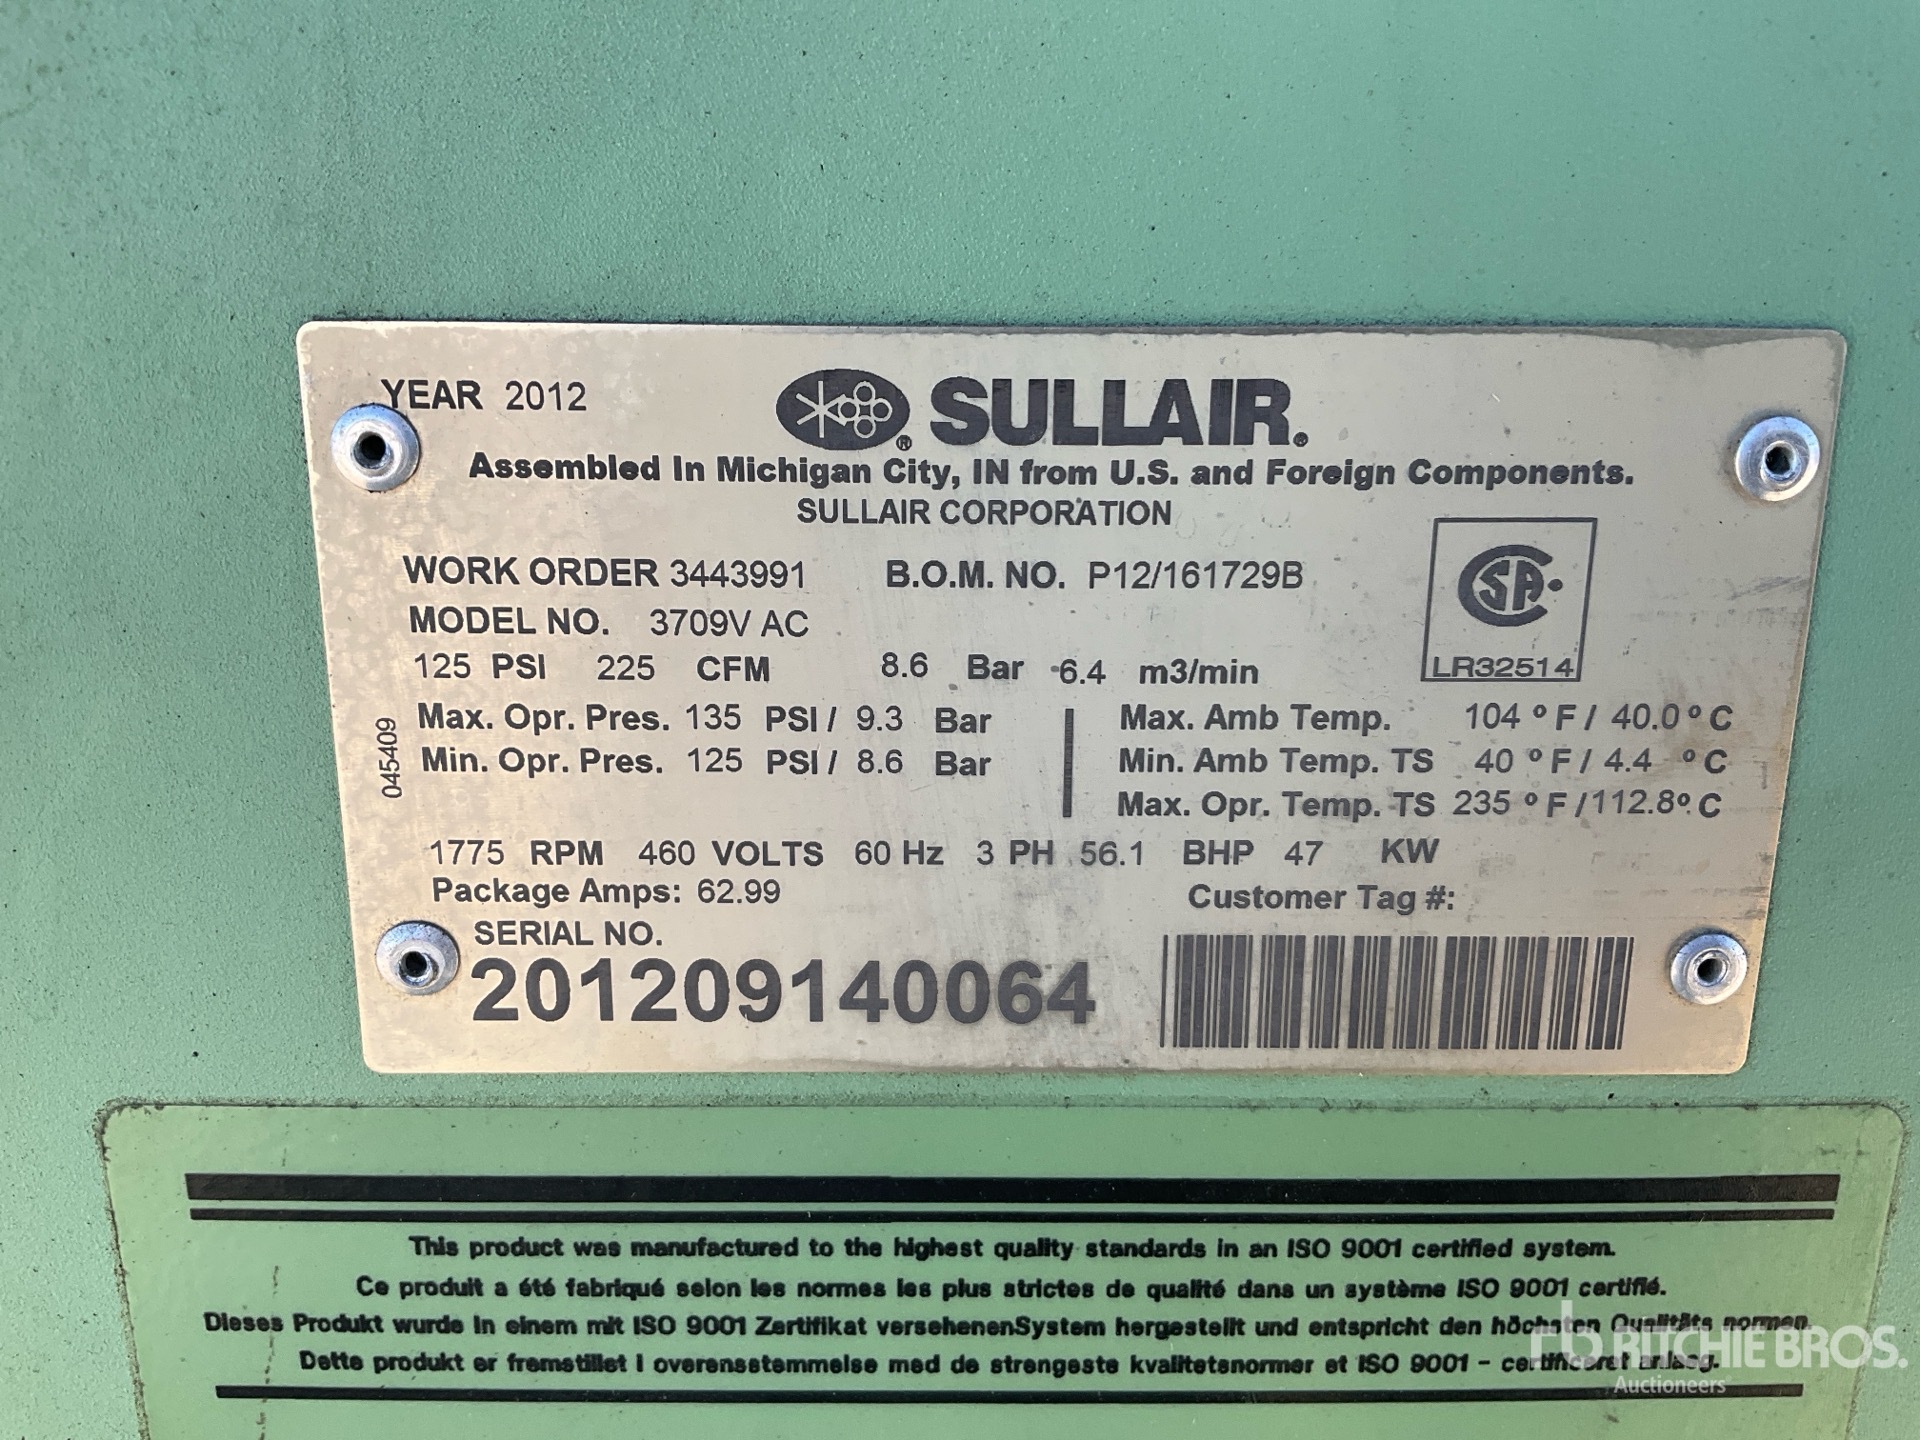 YEAR 2012
SULLAIR®
Assembled In Michigan City, IN from U.S. and Foreign Components.
SULLAIR CORPORATION
WORK ORDER 3443991 B.O.M. NO. P12/161729B
MODEL NO. 3709V AC
CSA
LR32514
125 PSI 225 CFM 8.6 Bar 6.4 m3/min
Max. Opr. Pres. 135 PSI / 9.3 Bar
Min. Opr. Pres. 125 PSI / 8.6 Bar
Max. Amb Temp. 104 °F / 40.0 °C
Min. Amb Temp. TS 40 °F / 4.4 °C
Max. Opr. Temp. TS 235 °F / 112.8 °C
045409
1775 RPM 460 VOLTS 60 Hz 3 PH 56.1 BHP 47 KW
Package Amps: 62.99
Customer Tag #:
SERIAL NO.
201209140064
This product was manufactured to the highest quality standards in an ISO 9001 certified system.
Ce produit a été fabriqué selon les normes les plus strictes de qualité dans un système ISO 9001 certifié.
Dieses Produkt wurde in einem mit ISO 9001 Zertifikat versehenenSystem hergestellt und entspricht den höchsten Qualitäts normen.
Dette produkt er fremstillet i overensstemmelse med de strengeste kvalitetsnormer et ISO 9001 - certificeret anlaeg.
rb RITCHIE BROS.
Auctioneers